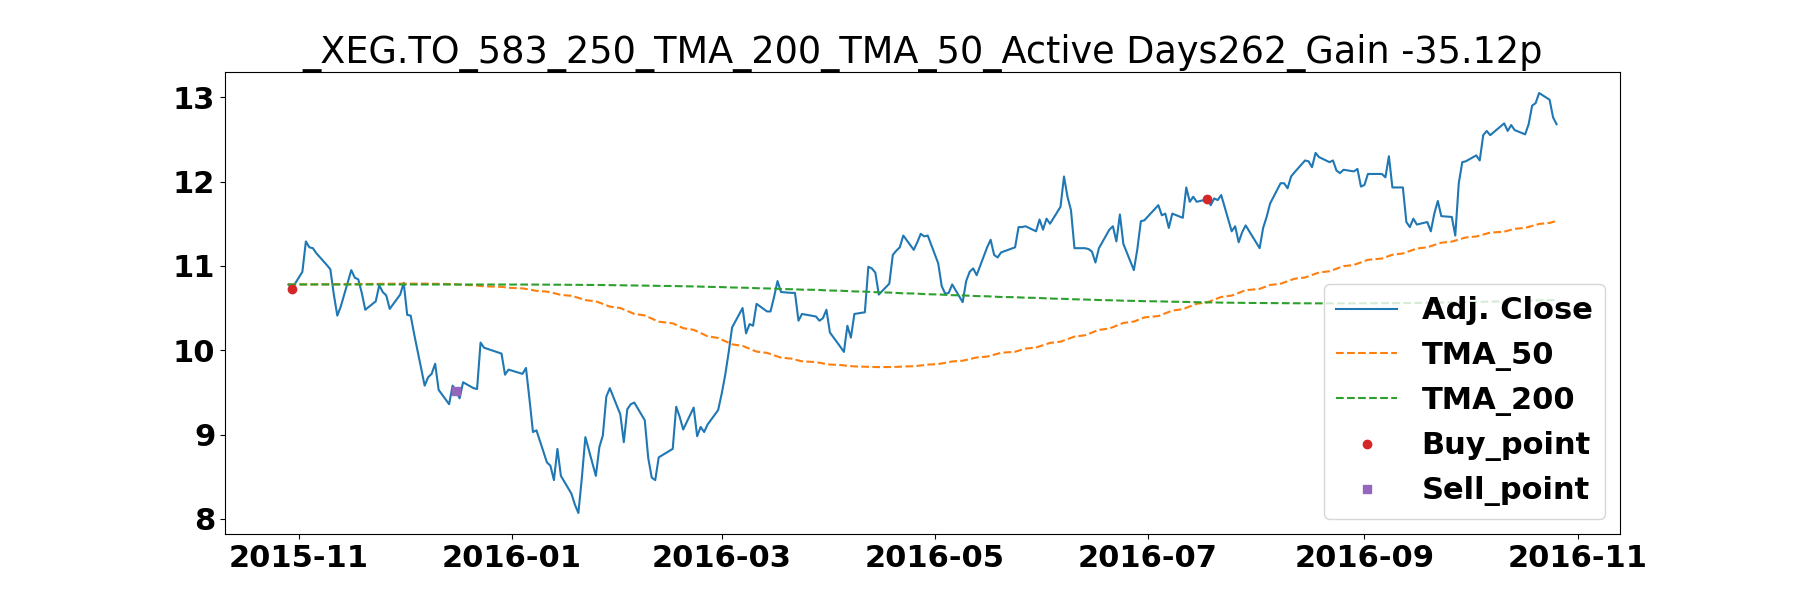 _XEG.TO_583_250_TMA_200_TMA_50_Active Days262_Gain -35.12p
13
12
11
10
9
8
Adj. Close
TMA_50
TMA_200
Buy_point
Sell_point
2015-11 2016-01 2016-03 2016-05 2016-07 2016-09 2016-11